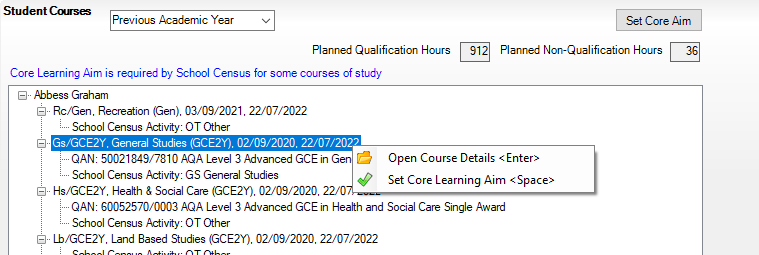 Student Courses Previous Academic Year Set Core Aim
Planned Qualification Hours 912 Planned Non-Qualification Hours 36
Core Learning Aim is required by School Census for some courses of study
Abbess Graham
Rc/Gen, Recreation (Gen), 03/09/2021, 22/07/2022
School Census Activity: OT Other
Gs/GCE2Y, General Studies (GCE2Y), 02/09/2020, 22/07/2022
QAN: 50021849/7810 AQA Level 3 Advanced GCE in Gen
Open Course Details <Enter>
School Census Activity: GS General Studies
Set Core Learning Aim <Space>
Hs/GCE2Y, Health & Social Care (GCE2Y), 02/09/2020, 22/07/2022
QAN: 60052570/0003 AQA Level 3 Advanced GCE in Health and Social Care Single Award
School Census Activity: OT Other
Lb/GCE2Y, Land Based Studies (GCE2Y), 02/09/2020, 22/07/2022
School Census Activity: OT Other